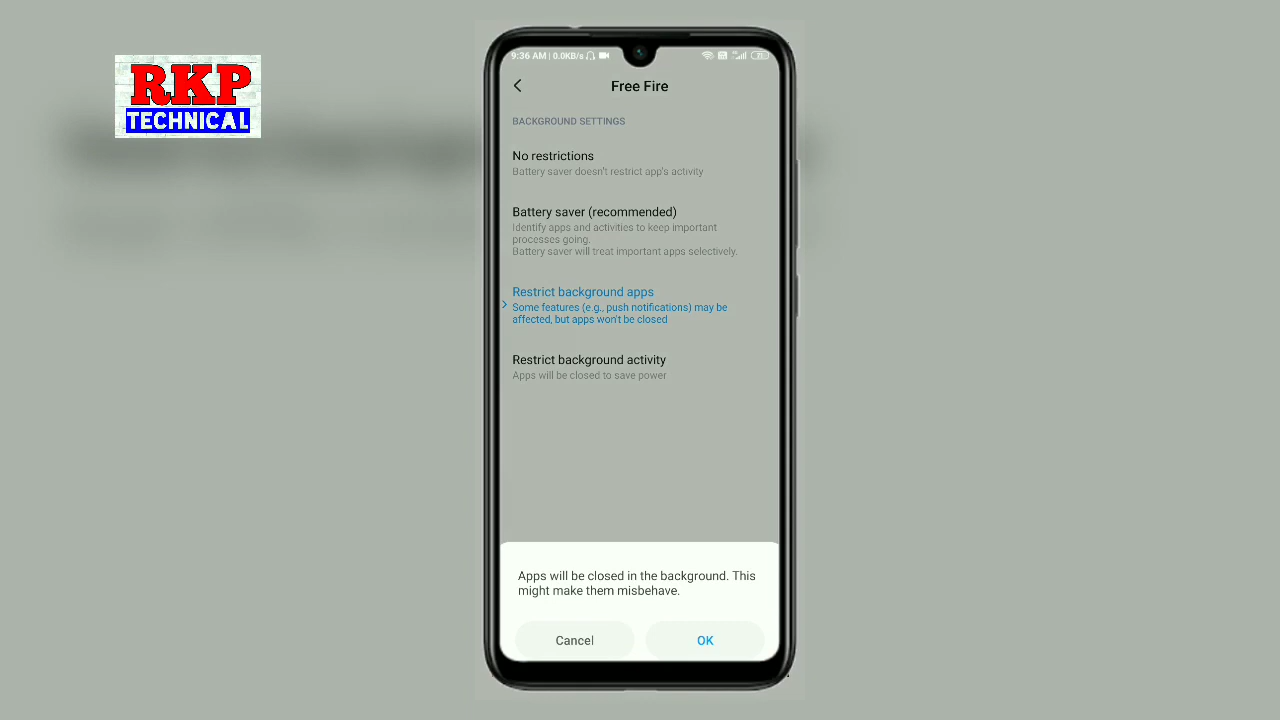 RKP
TECHNICAL
9:36 AM | 0.0KB/s
Free Fire
BACKGROUND SETTINGS
No restrictions
Battery saver doesn't restrict app's activity
Battery saver (recommended)
Identify apps and activities to keep important
processes going.
Battery saver will treat important apps selectively.
Restrict background apps
Some features (e.g., push notifications) may be
affected, but apps won't be closed
Restrict background activity
Apps will be closed to save power
Apps will be closed in the background. This
might make them misbehave.
Cancel
OK